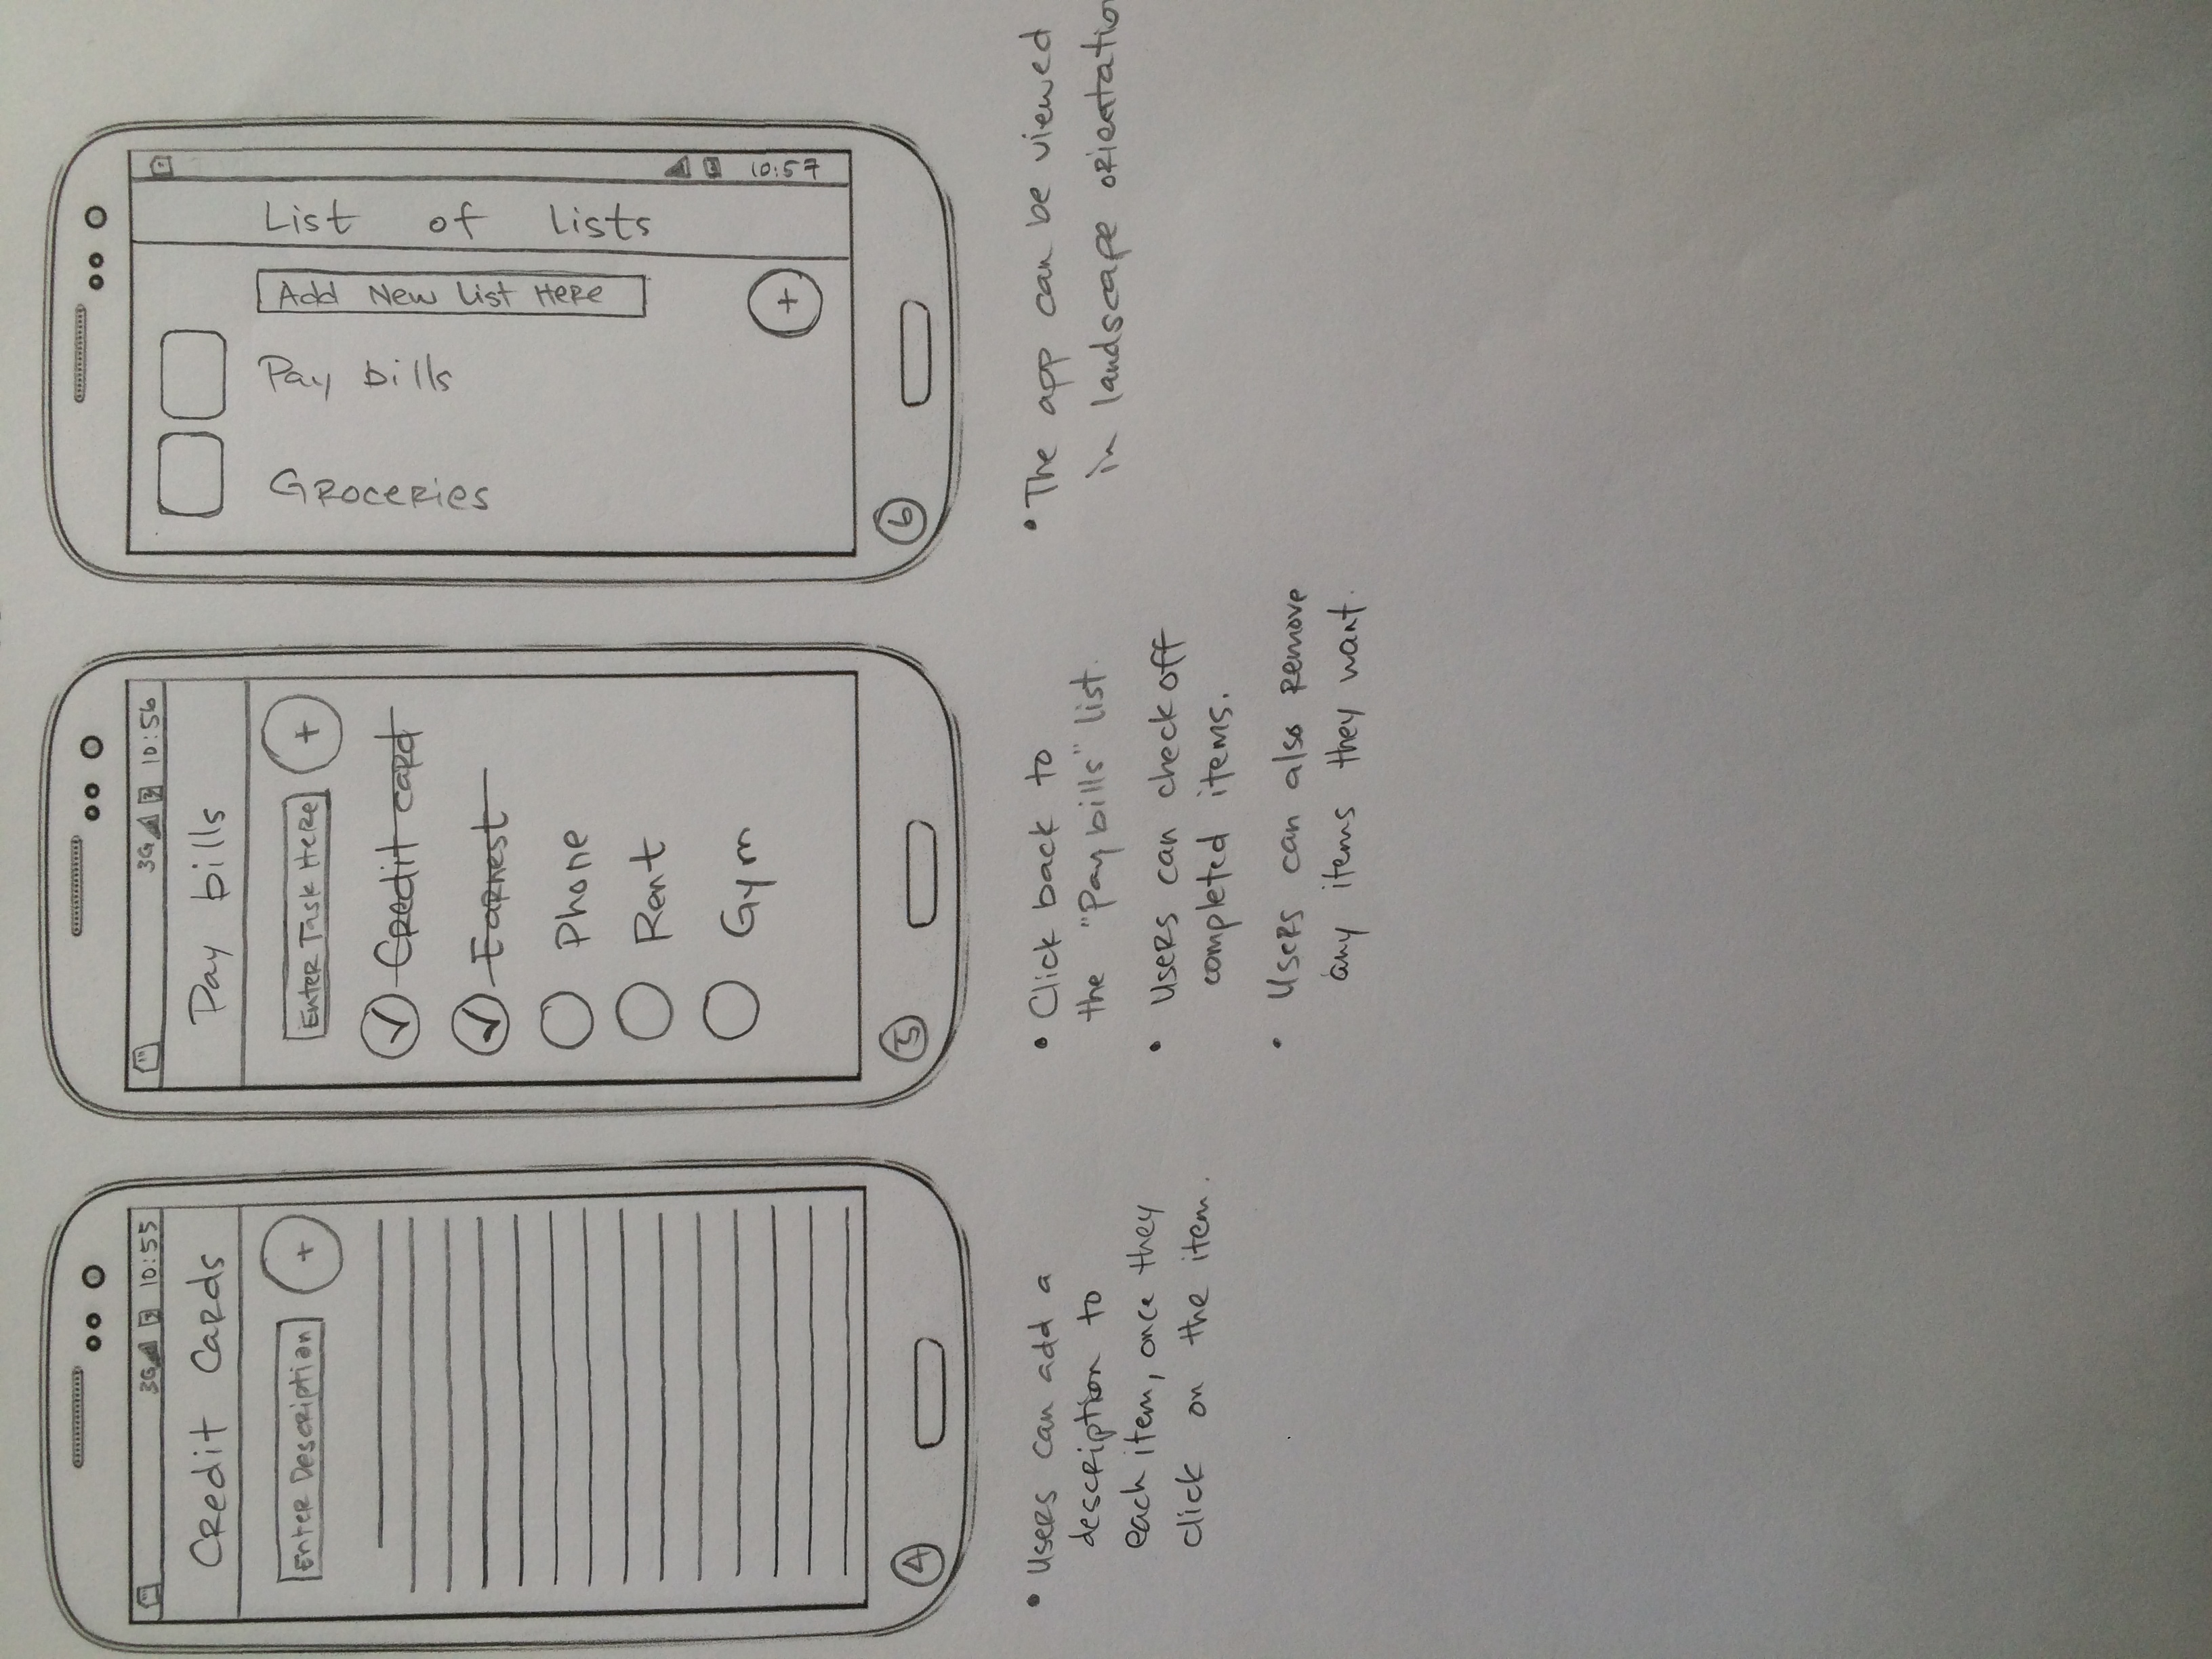 3G 10:55
Credit Cards
Enter Description +
4
• Users can add a
description to
each item, once they
click on the item.
3G 10:56
Pay bills
Enter Task Here +
✓ Credit card
✓ Earnest
Phone
Rent
Gym
5
• Click back to
the "Pay bills" list.
• Users can check off
completed items.
• Users can also remove
any items they want.
10:57
List of Lists
Add New List Here +
Pay bills
Groceries
6
• The app can be viewed
in landscape orientation